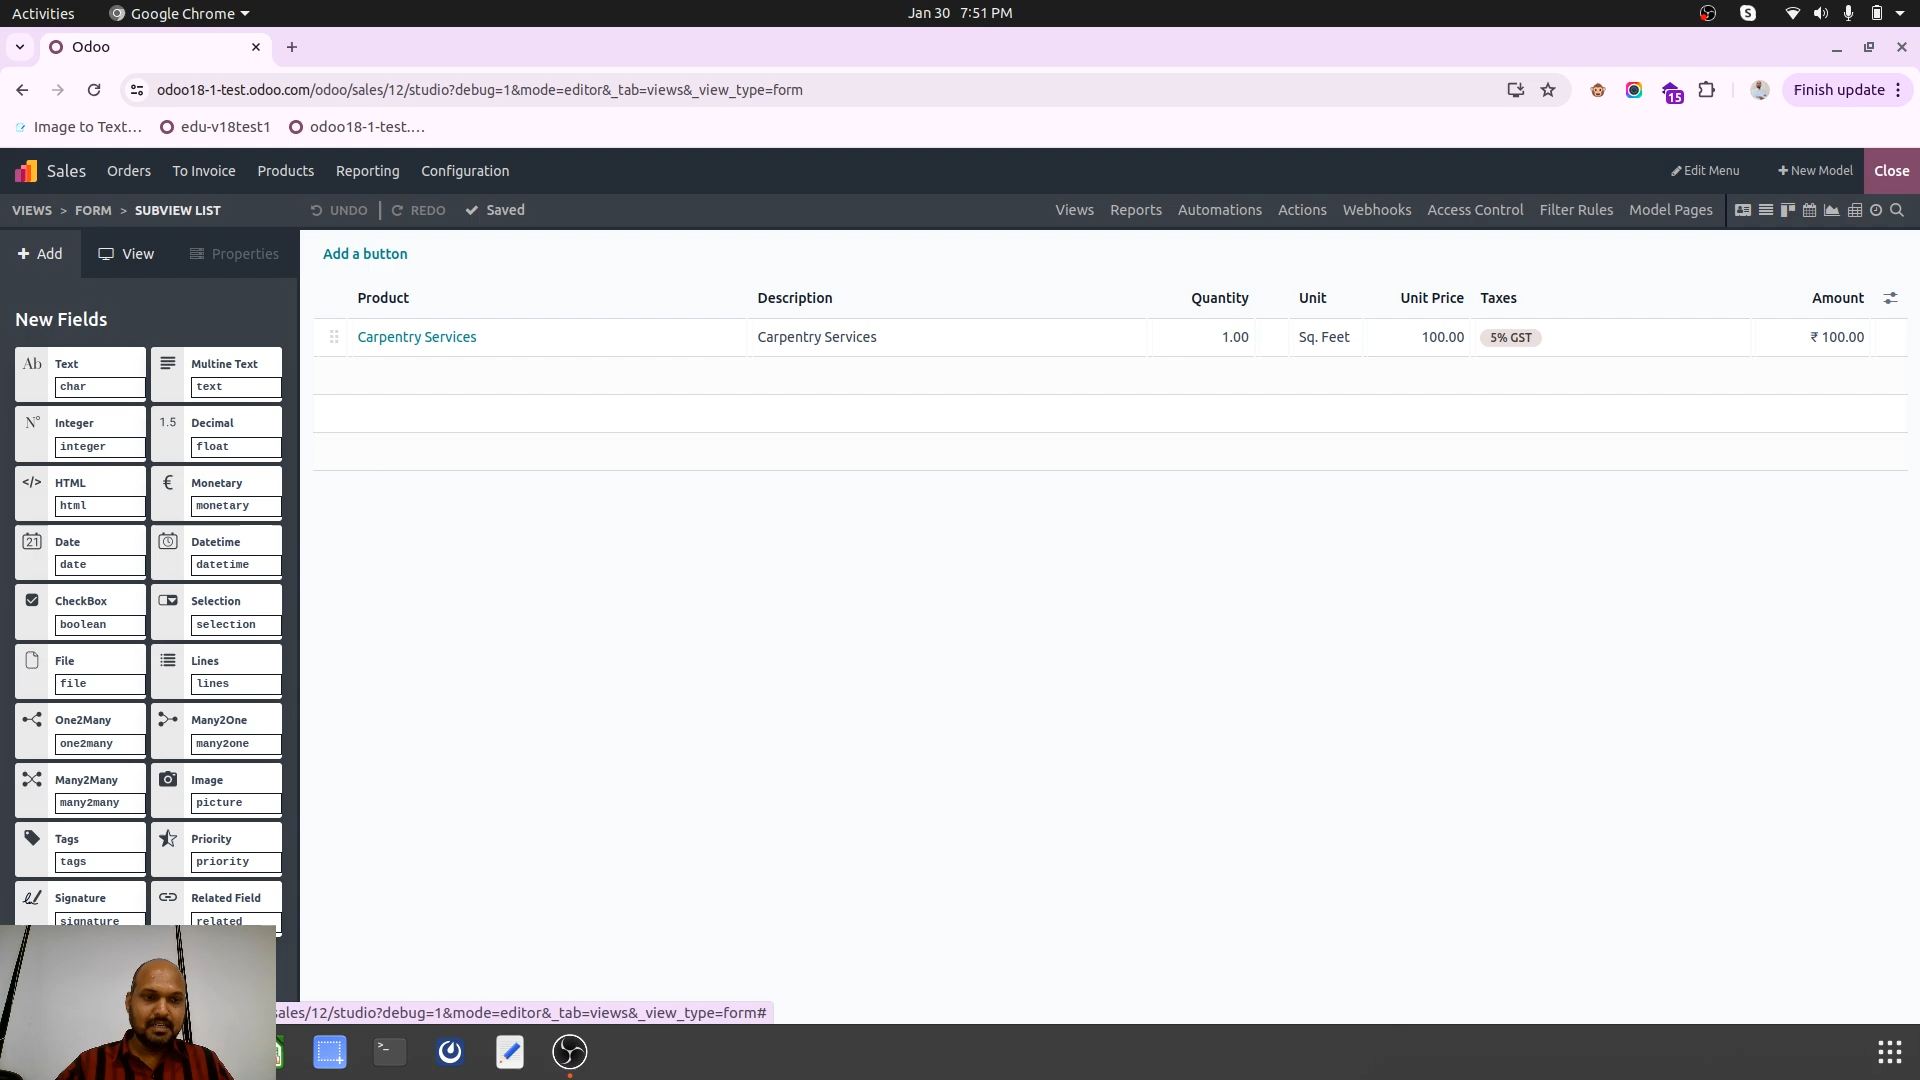 Activities Google Chrome Jan 30 7:51 PM
Odoo
odoo18-1-test.odoo.com/odoo/sales/12/studio?debug=1&mode=editor&_tab=views&_view_type=form 15 Finish update
Image to Text... edu-v18test1 odoo18-1-test....
Sales Orders To Invoice Products Reporting Configuration Edit Menu New Model Close
VIEWS > FORM > SUBVIEW LIST UNDO REDO Saved Views Reports Automations Actions Webhooks Access Control Filter Rules Model Pages
Add View Properties Add a button
Product Description Quantity Unit Unit Price Taxes Amount
Carpentry Services Carpentry Services 1.00 Sq. Feet 100.00 5% GST ₹ 100.00
New Fields
Ab Text Multine Text
char text
N° Integer 1.5 Decimal
integer float
</> HTML € Monetary
html monetary
21 Date Datetime
date datetime
CheckBox Selection
boolean selection
File Lines
file lines
One2Many Many2One
one2many many2one
Many2Many Image
many2many picture
Tags Priority
tags priority
Signature Related Field
signature related
sales/12/studio?debug=1&mode=editor&_tab=views&_view_type=form#